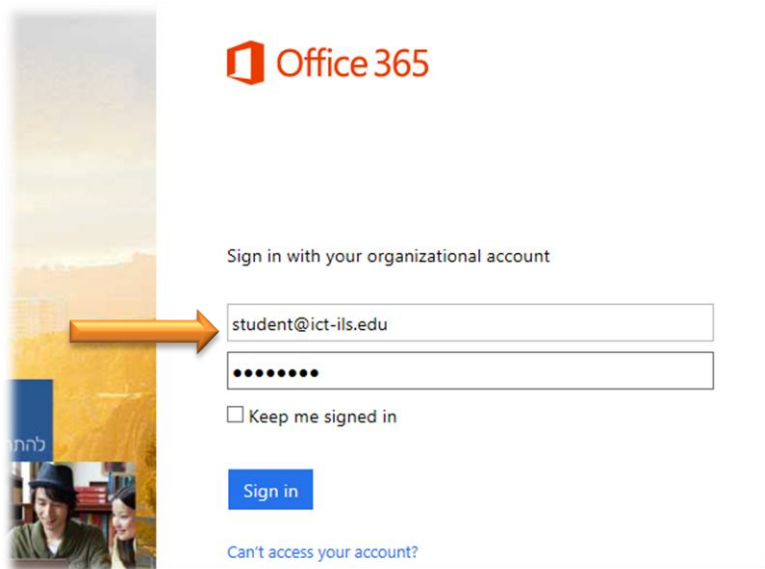 Office 365
Sign in with your organizational account
student@ict-ils.edu
••••••••
Keep me signed in
להתח
Sign in
Can't access your account?